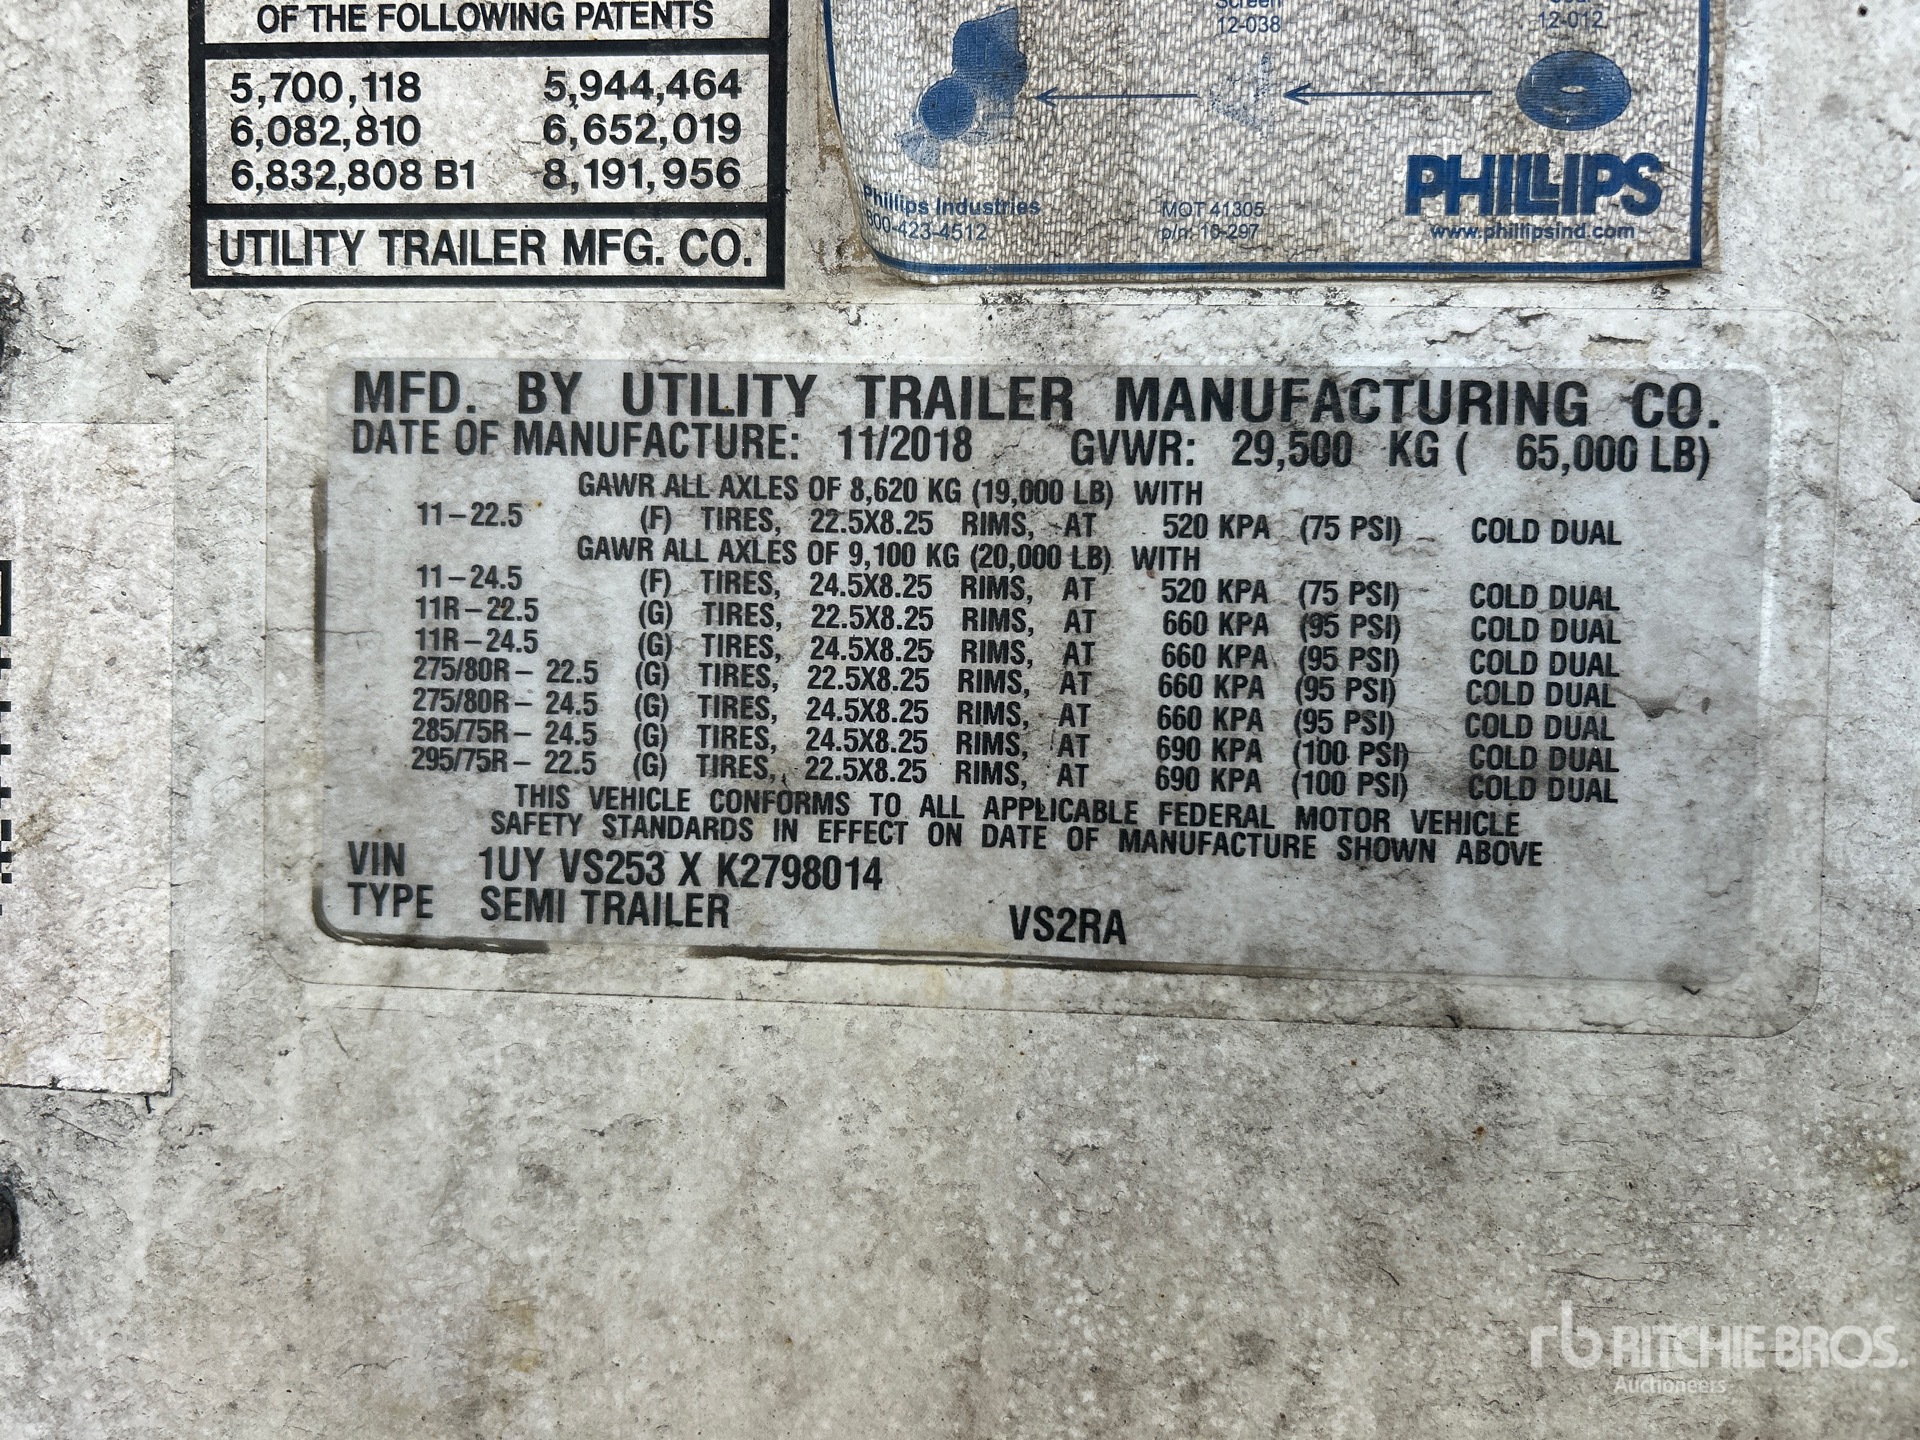 OF THE FOLLOWING PATENTS
5,700,118 5,944,464
6,082,810 6,652,019
6,832,808 B1 8,191,956
UTILITY TRAILER MFG. CO.
Screen
12-038
12-012
PHILLIPS
Phillips Industries
800-423-4512
MOT 41305
p/n: 10-297
www.phillipsind.com
MFD. BY UTILITY TRAILER MANUFACTURING CO.
DATE OF MANUFACTURE: 11/2018 GVWR: 29,500 KG ( 65,000 LB)
GAWR ALL AXLES OF 8,620 KG (19,000 LB) WITH
11-22.5 (F) TIRES, 22.5X8.25 RIMS, AT 520 KPA (75 PSI) COLD DUAL
GAWR ALL AXLES OF 9,100 KG (20,000 LB) WITH
11-24.5 (F) TIRES, 24.5X8.25 RIMS, AT 520 KPA (75 PSI) COLD DUAL
11R-22.5 (G) TIRES, 22.5X8.25 RIMS, AT 660 KPA (95 PSI) COLD DUAL
11R-24.5 (G) TIRES, 24.5X8.25 RIMS, AT 660 KPA (95 PSI) COLD DUAL
275/80R- 22.5 (G) TIRES, 22.5X8.25 RIMS, AT 660 KPA (95 PSI) COLD DUAL
275/80R- 24.5 (G) TIRES, 24.5X8.25 RIMS, AT 660 KPA (95 PSI) COLD DUAL
285/75R- 24.5 (G) TIRES, 24.5X8.25 RIMS, AT 690 KPA (100 PSI) COLD DUAL
295/75R- 22.5 (G) TIRES, 22.5X8.25 RIMS, AT 690 KPA (100 PSI) COLD DUAL
THIS VEHICLE CONFORMS TO ALL APPLICABLE FEDERAL MOTOR VEHICLE
SAFETY STANDARDS IN EFFECT ON DATE OF MANUFACTURE SHOWN ABOVE
VIN 1UY VS253 X K2798014
TYPE SEMI TRAILER VS2RA
rb RITCHIE BROS.
Auctioneers